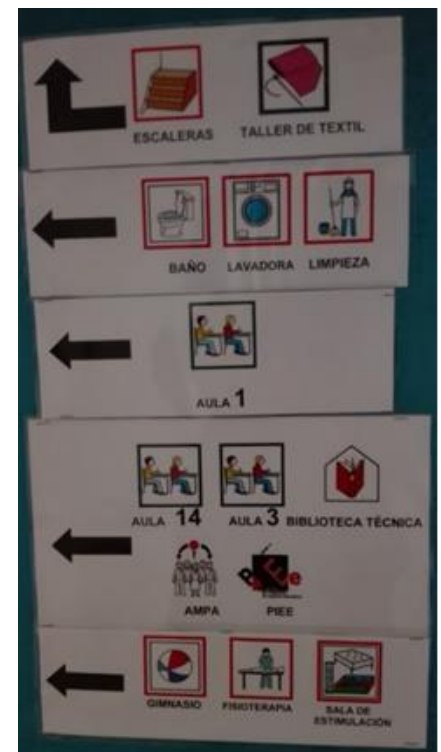 ESCALERAS TALLER DE TEXTIL
BAÑO LAVADORA LIMPIEZA
AULA 1
AULA 14 AULA 3 BIBLIOTECA TÉCNICA
AMPA PIEE
GIMNASIO FISIOTERAPIA SALA DE
ESTIMULACIÓN